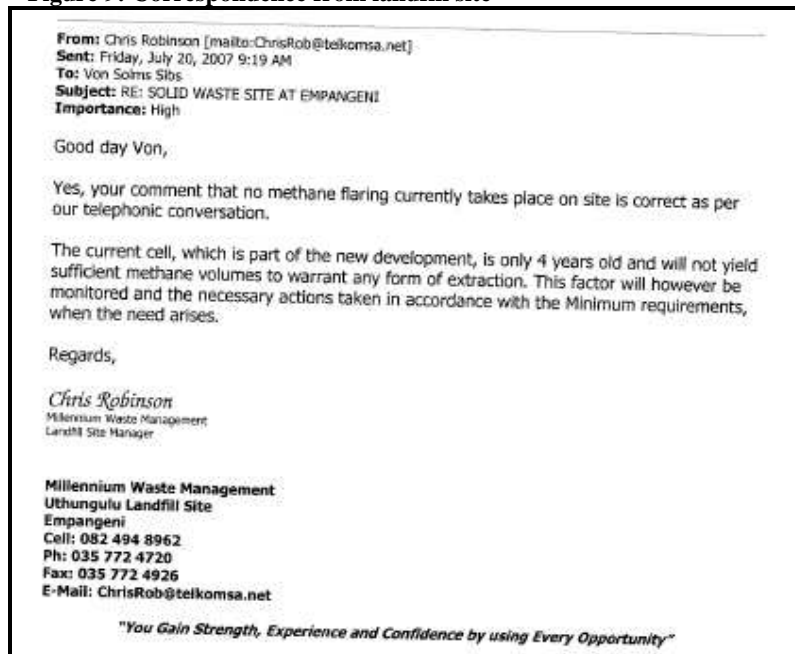 Figure 9: Correspondence from landfill site
From: Chris Robinson [mailto:ChrisRob@telkomsa.net]
Sent: Friday, July 20, 2007 9:19 AM
To: Von Solms Sibs
Subject: RE: SOLID WASTE SITE AT EMPANGENI
Importance: High
Good day Von,
Yes, your comment that no methane flaring currently takes place on site is correct as per
our telephonic conversation.
The current cell, which is part of the new development, is only 4 years old and will not yield
sufficient methane volumes to warrant any form of extraction. This factor will however be
monitored and the necessary actions taken in accordance with the Minimum requirements,
when the need arises.
Regards,
Chris Robinson
Millennium Waste Management
Landfill Site Manager
Millennium Waste Management
Uthungulu Landfill Site
Empangeni
Cell: 082 494 8962
Ph: 035 772 4720
Fax: 035 772 4926
E-Mail: ChrisRob@telkomsa.net
"You Gain Strength, Experience and Confidence by using Every Opportunity"